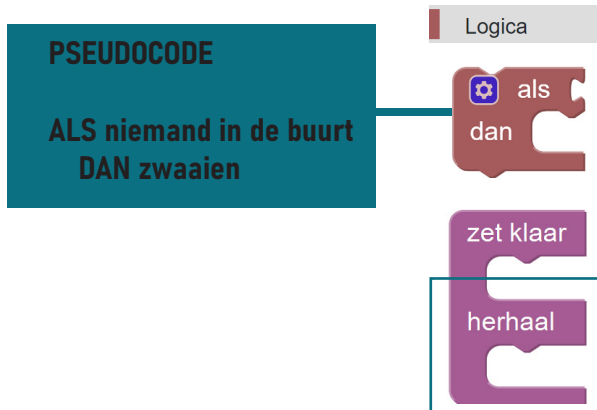 Logica
PSEUDOCODE
ALS niemand in de buurt
DAN zwaaien
als
dan
zet klaar
herhaal